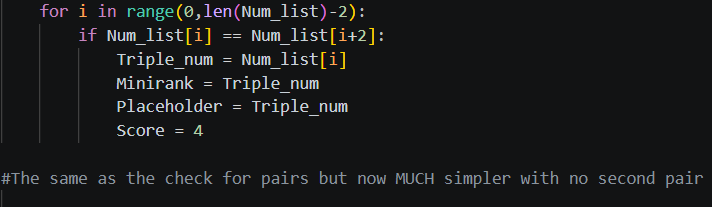 for i in range(0,len(Num_list)-2):
if Num_list[i] == Num_list[i+2]:
Triple_num = Num_list[i]
Minirank = Triple_num
Placeholder = Triple_num
Score = 4
#The same as the check for pairs but now MUCH simpler with no second pair